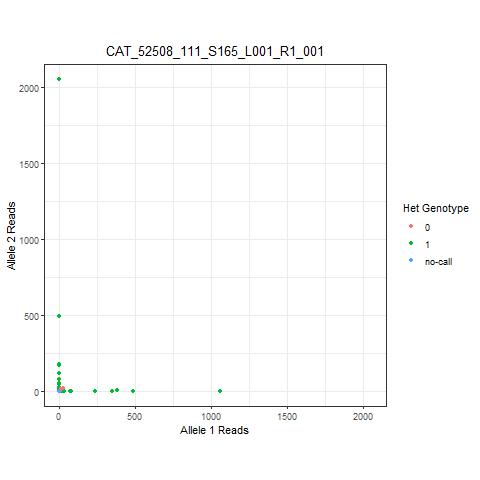 CAT_52508_111_S165_L001_R1_001
2000
1500
1000
500
0
Allele 2 Reads
0 500 1000 1500 2000
Allele 1 Reads
Het Genotype
0
1
no-call